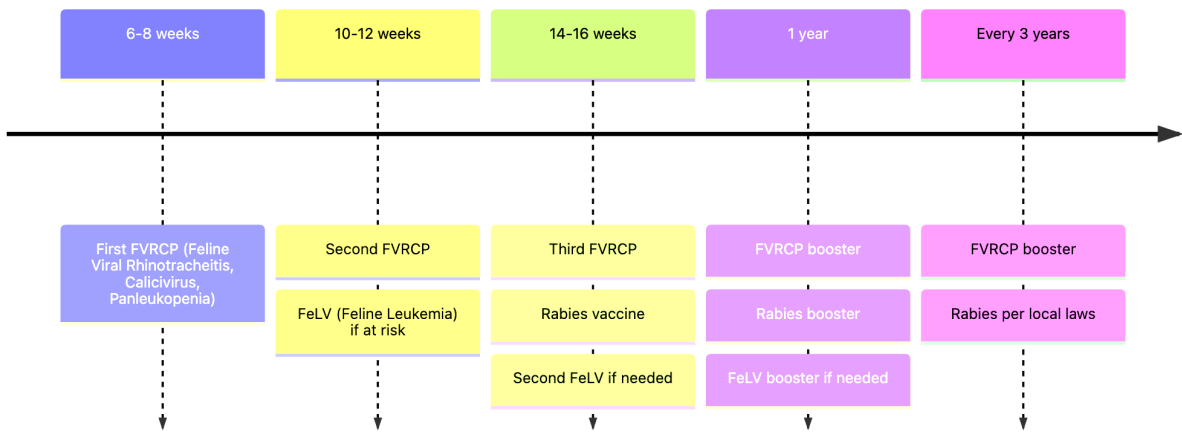 6-8 weeks
10-12 weeks
14-16 weeks
1 year
Every 3 years
First FVRCP (Feline
Viral Rhinotracheitis,
Calicivirus,
Panleukopenia)
Second FVRCP
FeLV (Feline Leukemia)
if at risk
Third FVRCP
Rabies vaccine
Second FeLV if needed
FVRCP booster
Rabies booster
FeLV booster if needed
FVRCP booster
Rabies per local laws